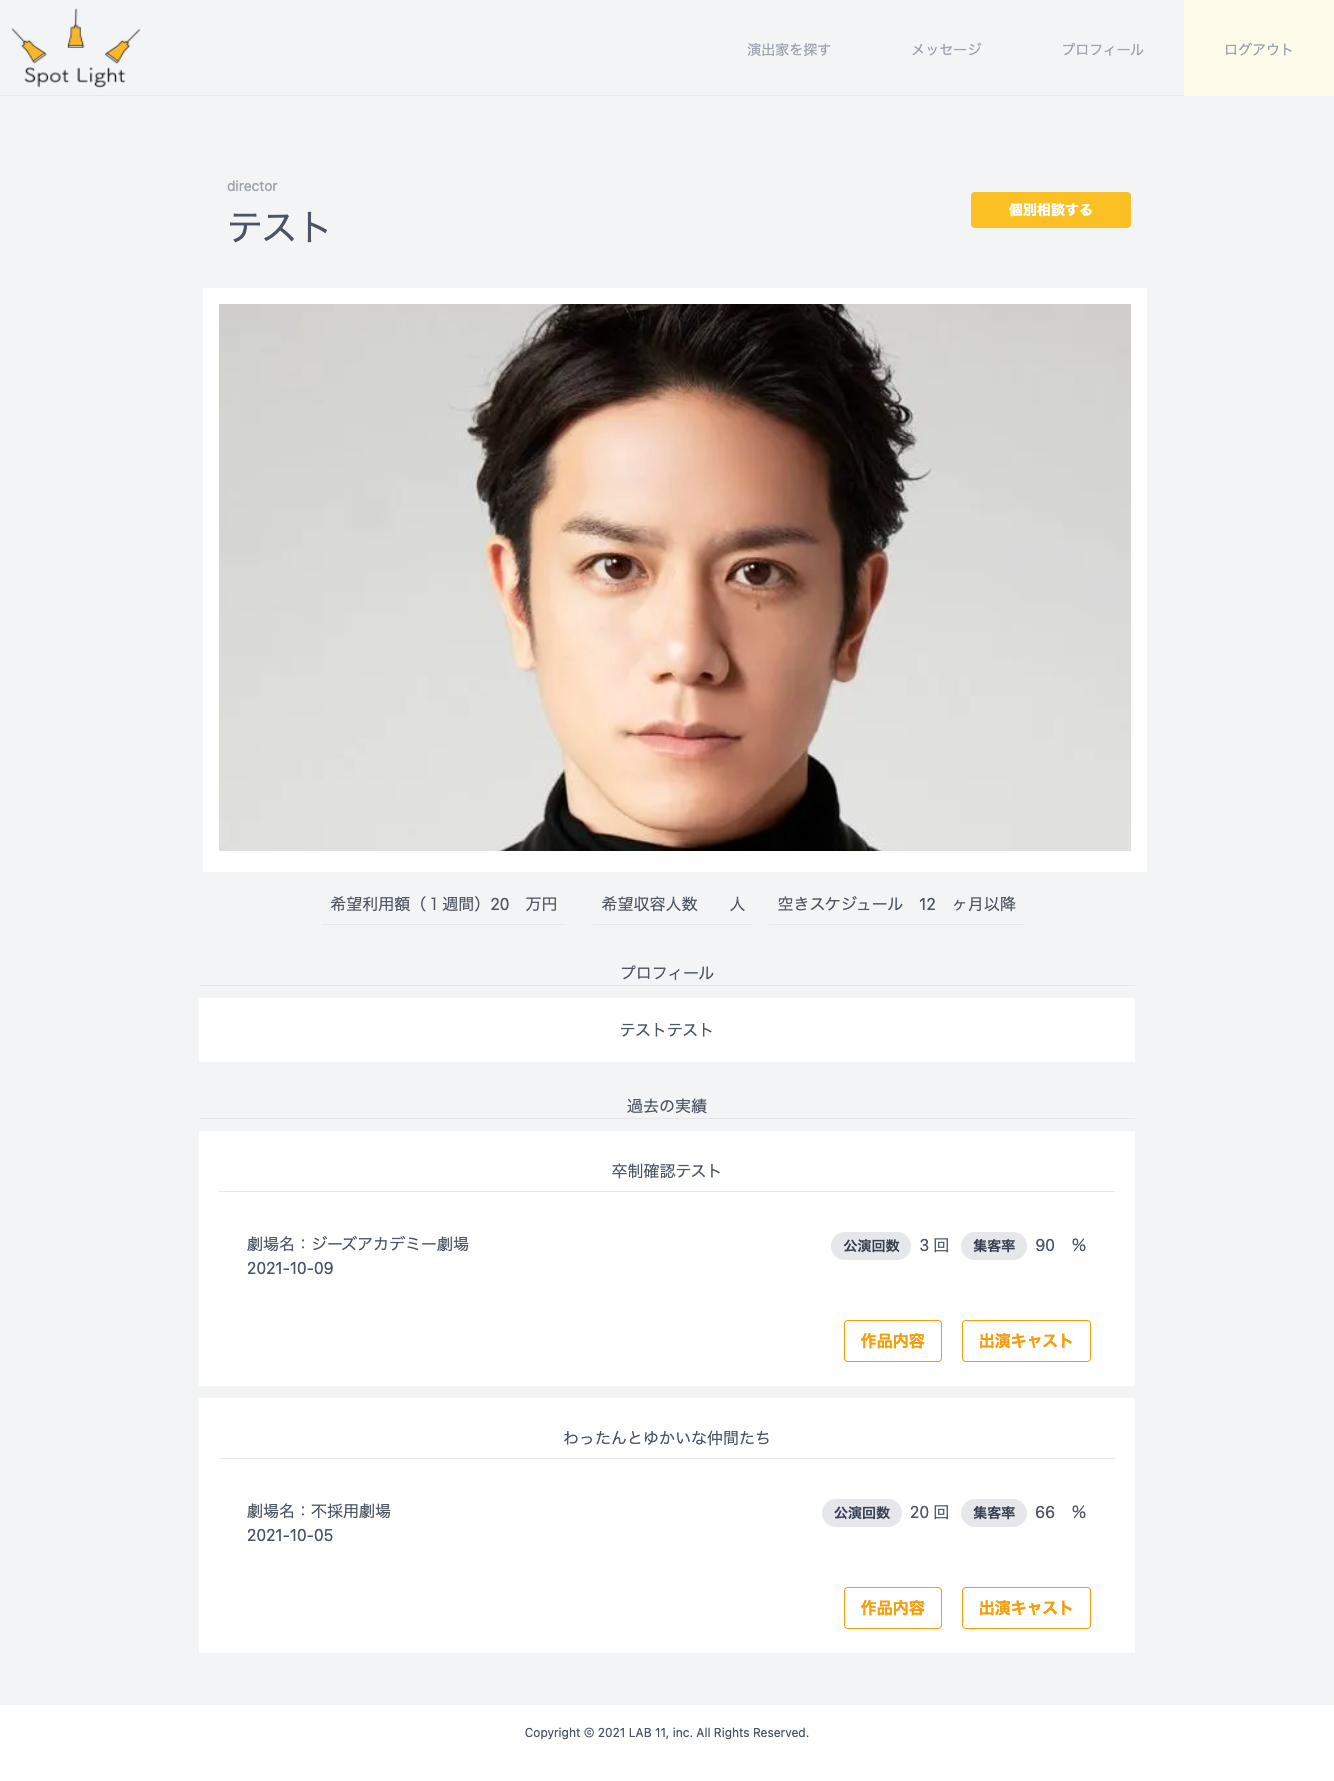 Spot Light
演出家を探す
メッセージ
プロフィール
ログアウト
director
テスト
個別相談する
希望利用額（１週間）20　万円
希望収容人数　　人
空きスケジュール　12　ヶ月以降
プロフィール
テストテスト
過去の実績
卒制確認テスト
劇場名：ジーズアカデミー劇場
2021-10-09
公演回数 3 回 集客率 90　%
作品内容
出演キャスト
わったんとゆかいな仲間たち
劇場名：不採用劇場
2021-10-05
公演回数 20 回 集客率 66　%
作品内容
出演キャスト
Copyright © 2021 LAB 11, inc. All Rights Reserved.